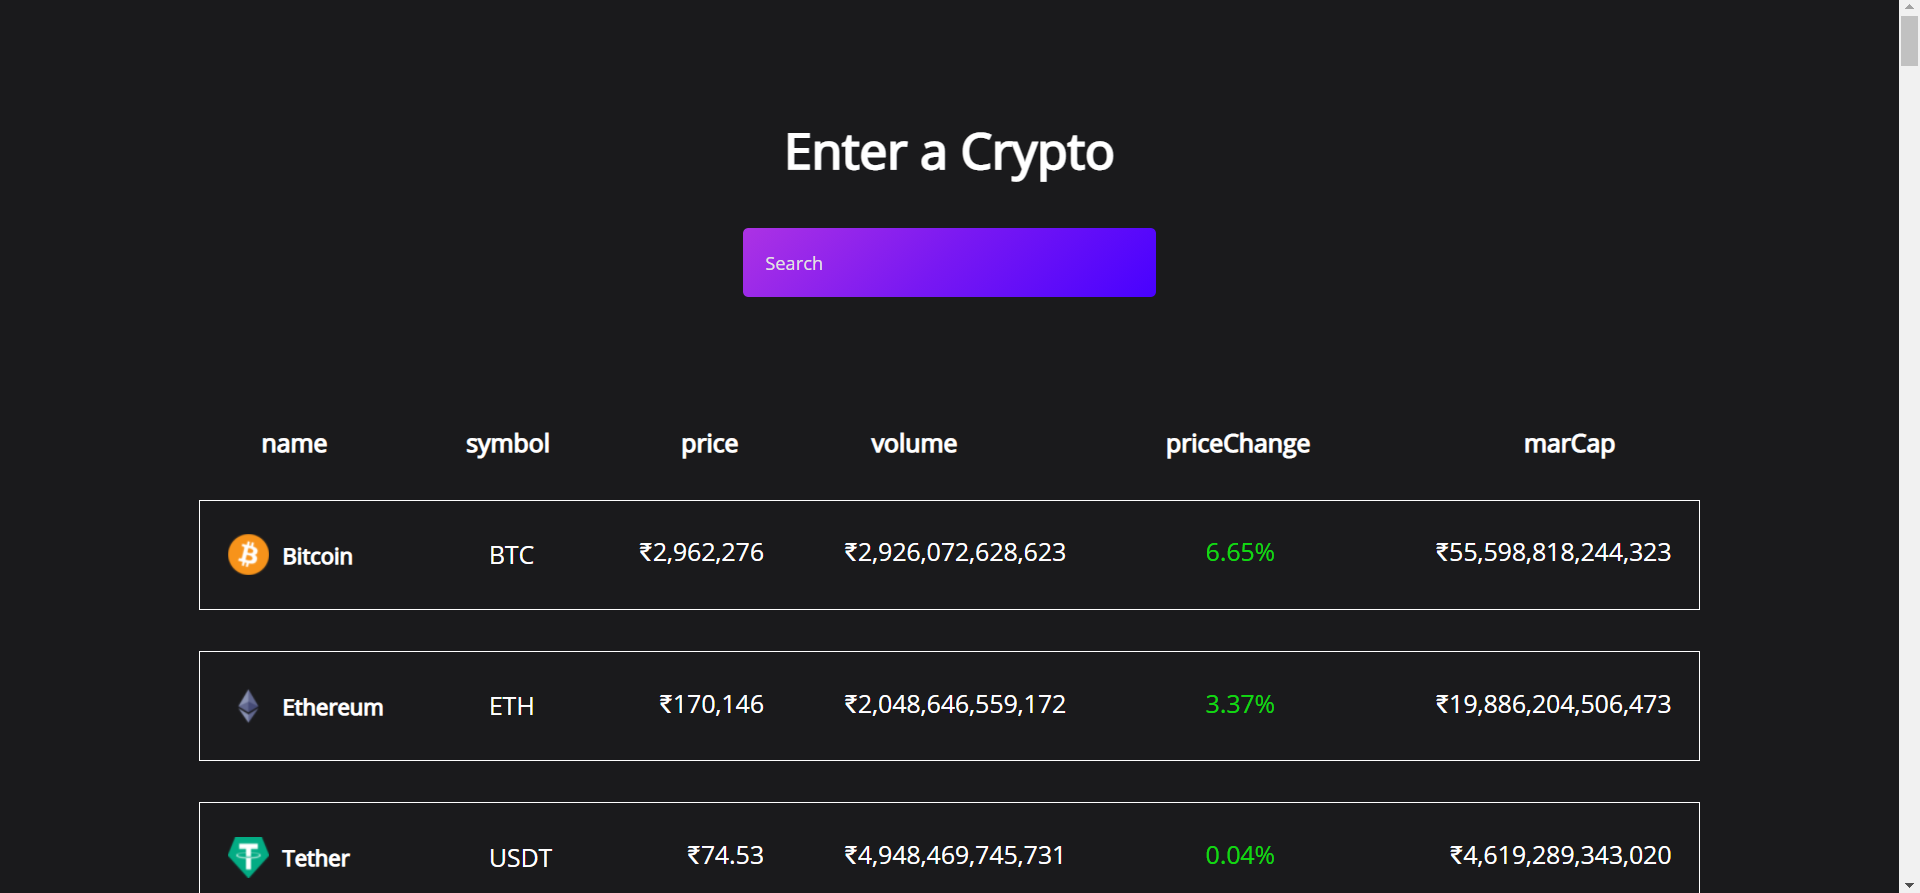 Enter a Crypto
Search
name symbol price volume priceChange marCap
Bitcoin BTC ₹2,962,276 ₹2,926,072,628,623 6.65% ₹55,598,818,244,323
Ethereum ETH ₹170,146 ₹2,048,646,559,172 3.37% ₹19,886,204,506,473
Tether USDT ₹74.53 ₹4,948,469,745,731 0.04% ₹4,619,289,343,020